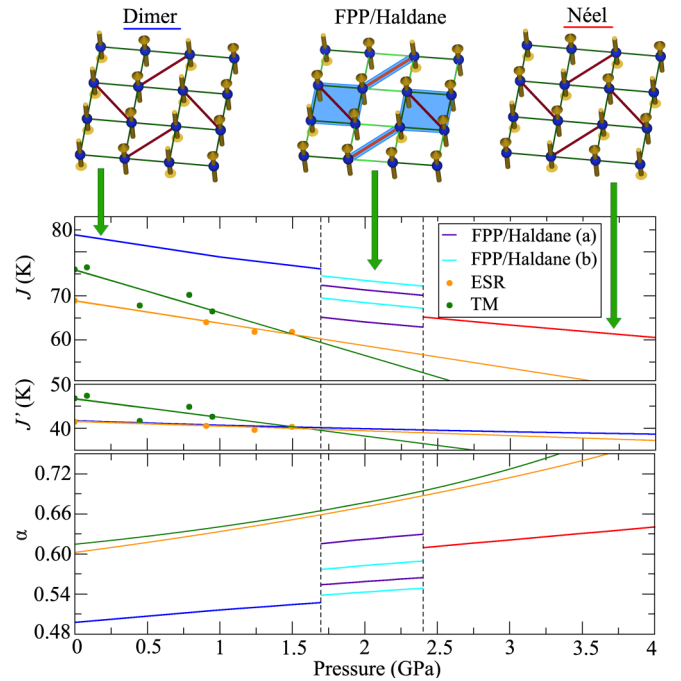 Dimer
FPP/Haldane
Néel
80
70
60
50
J (K)
FPP/Haldane (a)
FPP/Haldane (b)
ESR
TM
50
40
J' (K)
0.72
0.66
0.60
0.54
0.48
α
0 0.5 1 1.5 2 2.5 3 3.5 4
Pressure (GPa)